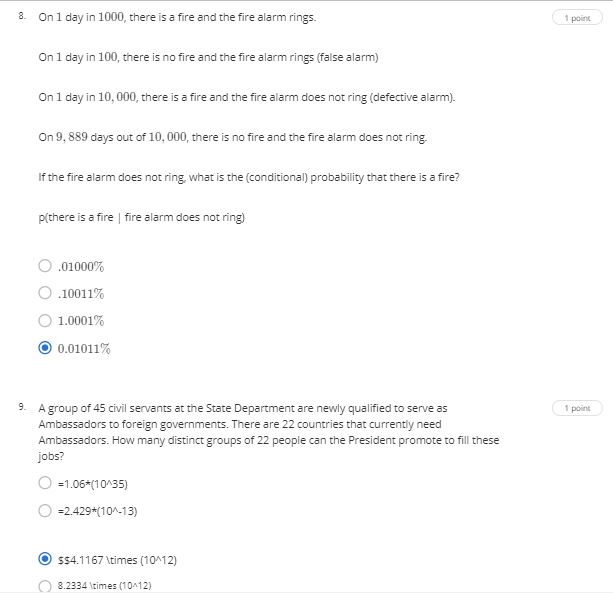 8. On 1 day in 1000, there is a fire and the fire alarm rings.
1 point
On 1 day in 100, there is no fire and the fire alarm rings (false alarm)
On 1 day in 10, 000, there is a fire and the fire alarm does not ring (defective alarm).
On 9, 889 days out of 10, 000, there is no fire and the fire alarm does not ring.
If the fire alarm does not ring, what is the (conditional) probability that there is a fire?
p(there is a fire | fire alarm does not ring)
.01000%
.10011%
1.0001%
0.01011%
9. A group of 45 civil servants at the State Department are newly qualified to serve as
1 point
Ambassadors to foreign governments. There are 22 countries that currently need
Ambassadors. How many distinct groups of 22 people can the President promote to fill these
jobs?
=1.06*(10^35)
=2.429*(10^-13)
$$4.1167 \times (10^12)
8.2334 \times (10^12)